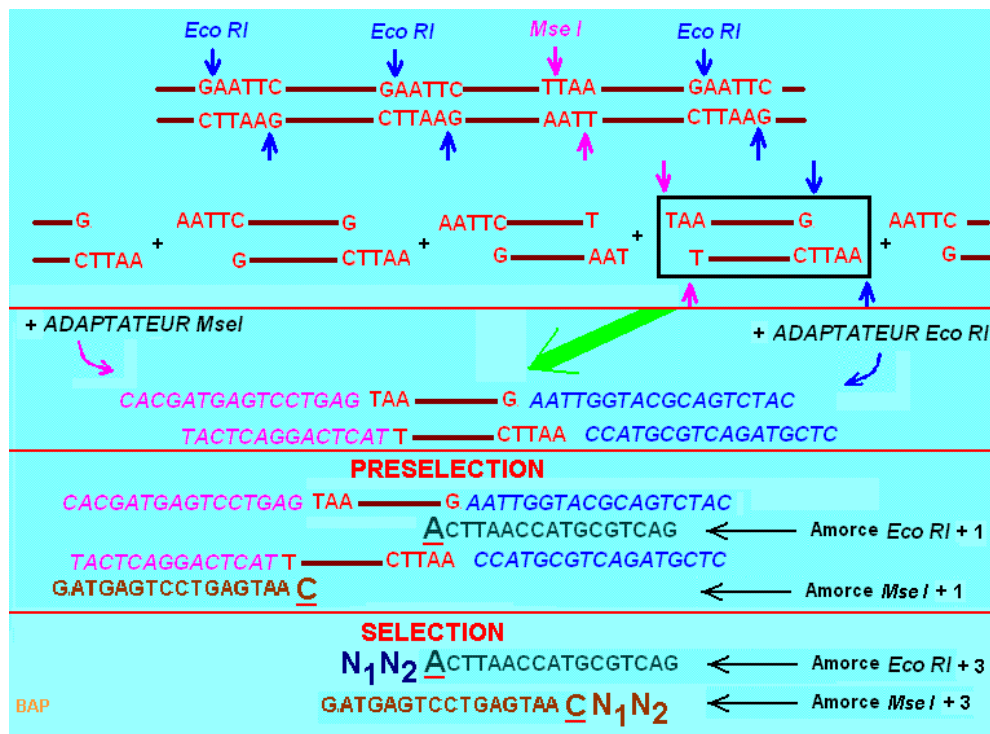 Eco RI Eco RI Mse I Eco RI
GAATTC GAATTC TTAA GAATTC
CTTAAG CTTAAG AATT CTTAAG
G AATTC G AATTC T TAA G AATTC
+ + + +
CTTAA G CTTAA G AAT T CTTAA G
+ ADAPTATEUR MseI + ADAPTATEUR Eco RI
CACGATGAGTCCTGAG TAA G AATTGGTACGCAGTCTAC
TACTCAGGACTCAT T CTTAA CCATGCGTCAGATGCTC
PRESELECTION
CACGATGAGTCCTGAG TAA G AATTGGTACGCAGTCTAC
ACTTAACCATGCGTCAG Amorce Eco RI + 1
TACTCAGGACTCAT T CTTAA CCATGCGTCAGATGCTC
G.ATGAGTCCTGAGTAA C Amorce Mse I + 1
SELECTION
N1N2 ACTTAACCATGCGTCAG Amorce Eco RI + 3
BAP G.ATGAGTCCTGAGTAA C N1N2 Amorce Mse I + 3